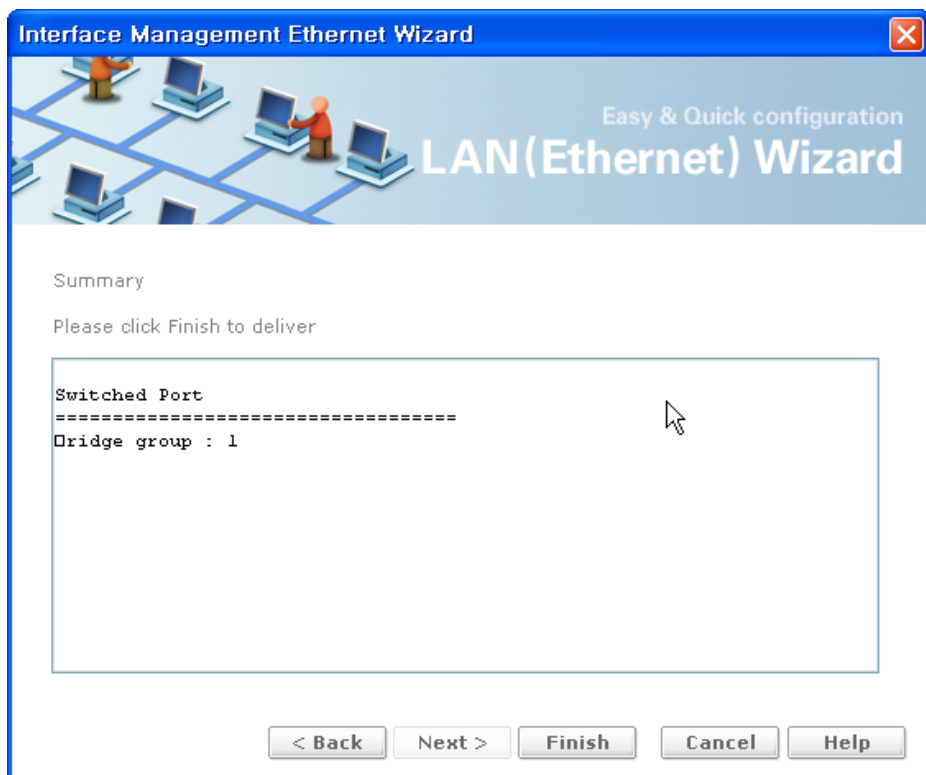 Interface Management Ethernet Wizard
Easy & Quick configuration
LAN(Ethernet) Wizard
Summary
Please click Finish to deliver
Switched Port
===================================
□ridge group : 1
< Back Next > Finish Cancel Help